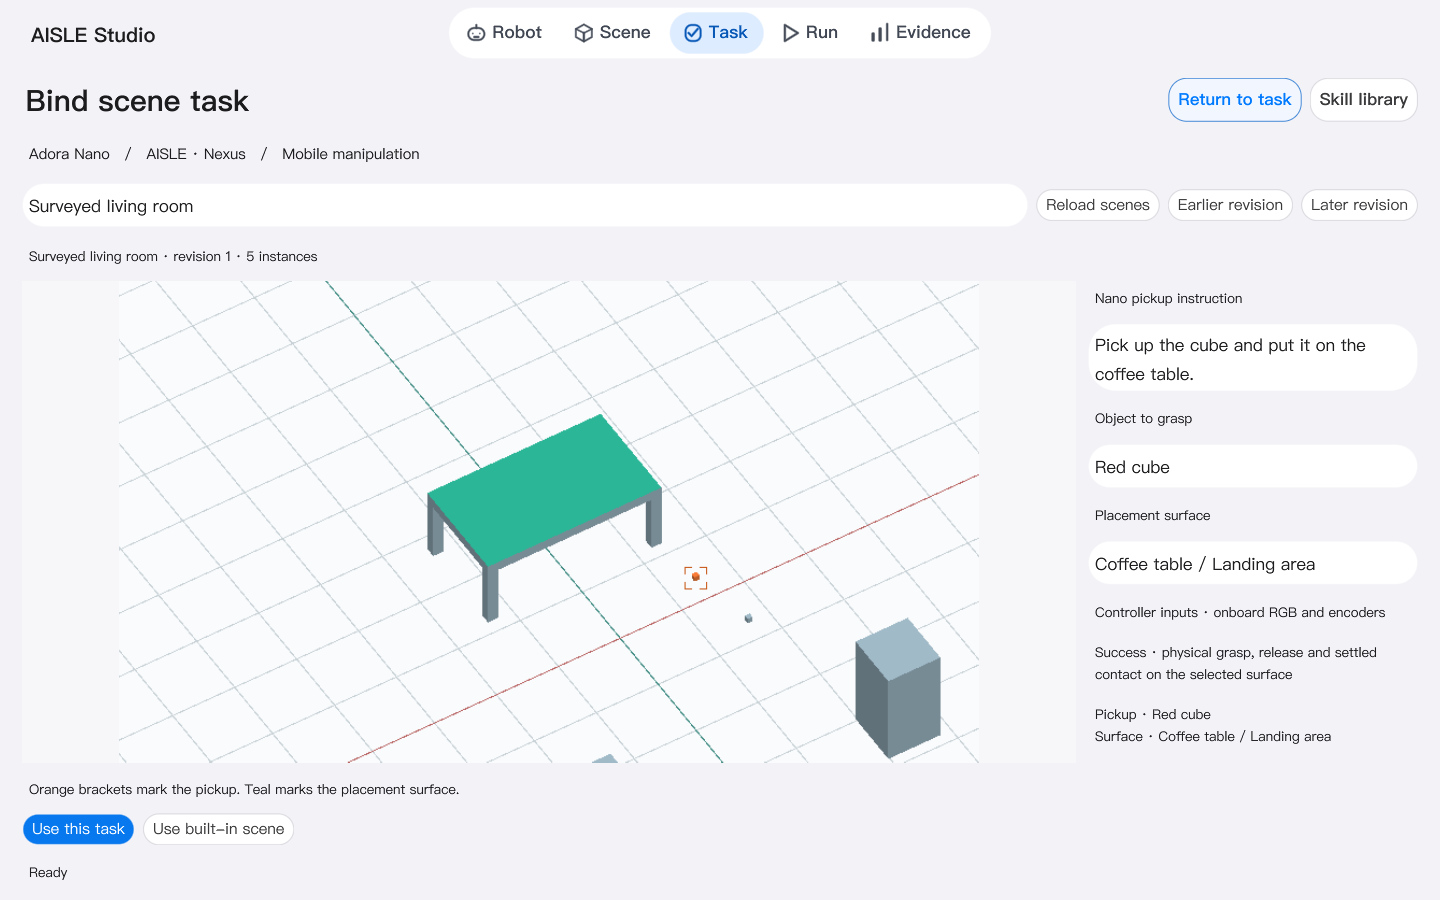 AISLE Studio
Robot
Scene
Task
Run
Evidence
Bind scene task
Return to task
Skill library
Adora Nano / AISLE · Nexus / Mobile manipulation
Surveyed living room
Reload scenes
Earlier revision
Later revision
Surveyed living room · revision 1 · 5 instances
Nano pickup instruction
Pick up the cube and put it on the
coffee table.
Object to grasp
Red cube
Placement surface
Coffee table / Landing area
Controller inputs · onboard RGB and encoders
Success · physical grasp, release and settled
contact on the selected surface
Pickup · Red cube
Surface · Coffee table / Landing area
Orange brackets mark the pickup. Teal marks the placement surface.
Use this task
Use built-in scene
Ready